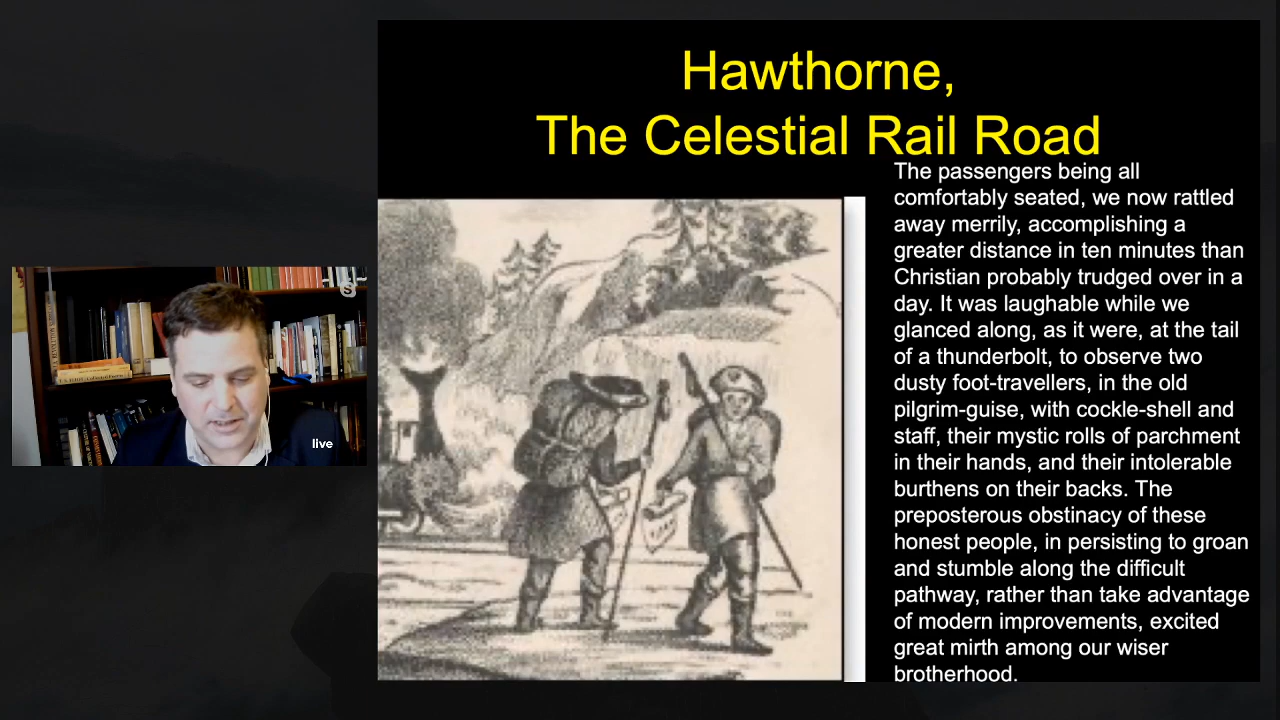 Hawthorne,
The Celestial Rail Road
The passengers being all
comfortably seated, we now rattled
away merrily, accomplishing a
greater distance in ten minutes than
Christian probably trudged over in a
day. It was laughable while we
glanced along, as it were, at the tail
of a thunderbolt, to observe two
dusty foot-travellers, in the old
pilgrim-guise, with cockle-shell and
staff, their mystic rolls of parchment
in their hands, and their intolerable
burthens on their backs. The
preposterous obstinacy of these
honest people, in persisting to groan
and stumble along the difficult
pathway, rather than take advantage
of modern improvements, excited
great mirth among our wiser
brotherhood.
live